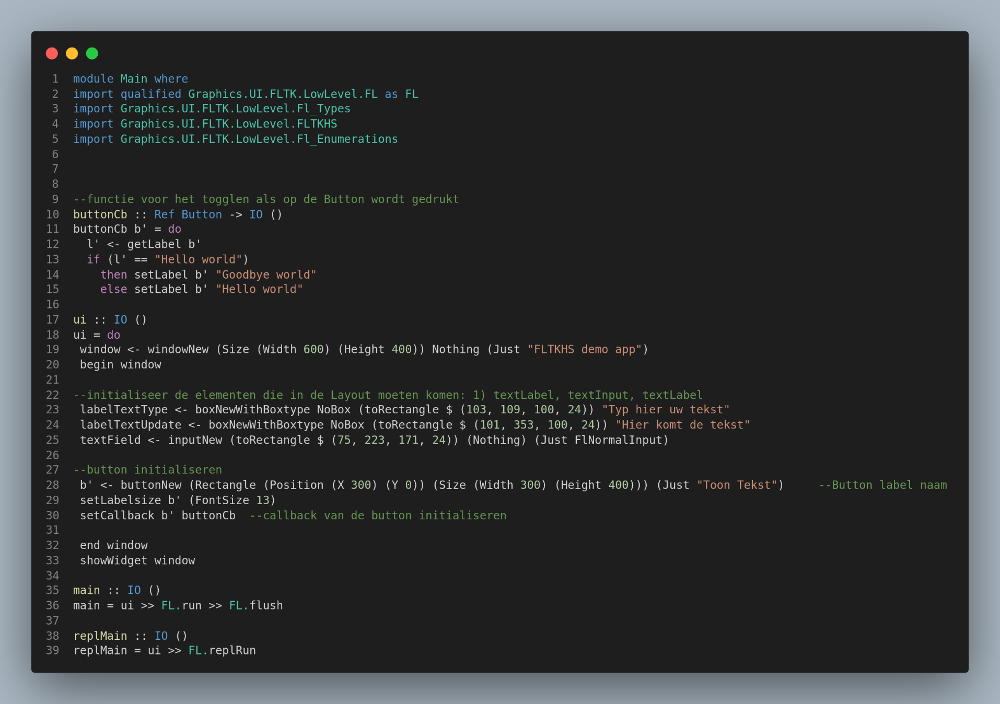 1 module Main where
2 import qualified Graphics.UI.FLTK.LowLevel.FL as FL
3 import Graphics.UI.FLTK.LowLevel.Fl_Types
4 import Graphics.UI.FLTK.LowLevel.FLTKHS
5 import Graphics.UI.FLTK.LowLevel.Fl_Enumerations
6
7
8
9 --functie voor het togglen als op de Button wordt gedrukt
10 buttonCb :: Ref Button -> IO ()
11 buttonCb b' = do
12   l' <- getLabel b'
13   if (l' == "Hello world")
14     then setLabel b' "Goodbye world"
15     else setLabel b' "Hello world"
16
17 ui :: IO ()
18 ui = do
19  window <- windowNew (Size (Width 600) (Height 400)) Nothing (Just "FLTKHS demo app")
20  begin window
21
22 --initialiseer de elementen die in de Layout moeten komen: 1) textLabel, textInput, textLabel
23  labelTextType <- boxNewWithBoxtype NoBox (toRectangle $ (103, 109, 100, 24)) "Typ hier uw tekst"
24  labelTextUpdate <- boxNewWithBoxtype NoBox (toRectangle $ (101, 353, 100, 24)) "Hier komt de tekst"
25  textField <- inputNew (toRectangle $ (75, 223, 171, 24)) (Nothing) (Just FlNormalInput)
26
27 --button initialiseren
28  b' <- buttonNew (Rectangle (Position (X 300) (Y 0)) (Size (Width 300) (Height 400))) (Just "Toon Tekst")     --Button label naam
29  setLabelsize b' (FontSize 13)
30  setCallback b' buttonCb  --callback van de button initialiseren
31
32  end window
33  showWidget window
34
35 main :: IO ()
36 main = ui >> FL.run >> FL.flush
37
38 replMain :: IO ()
39 replMain = ui >> FL.replRun